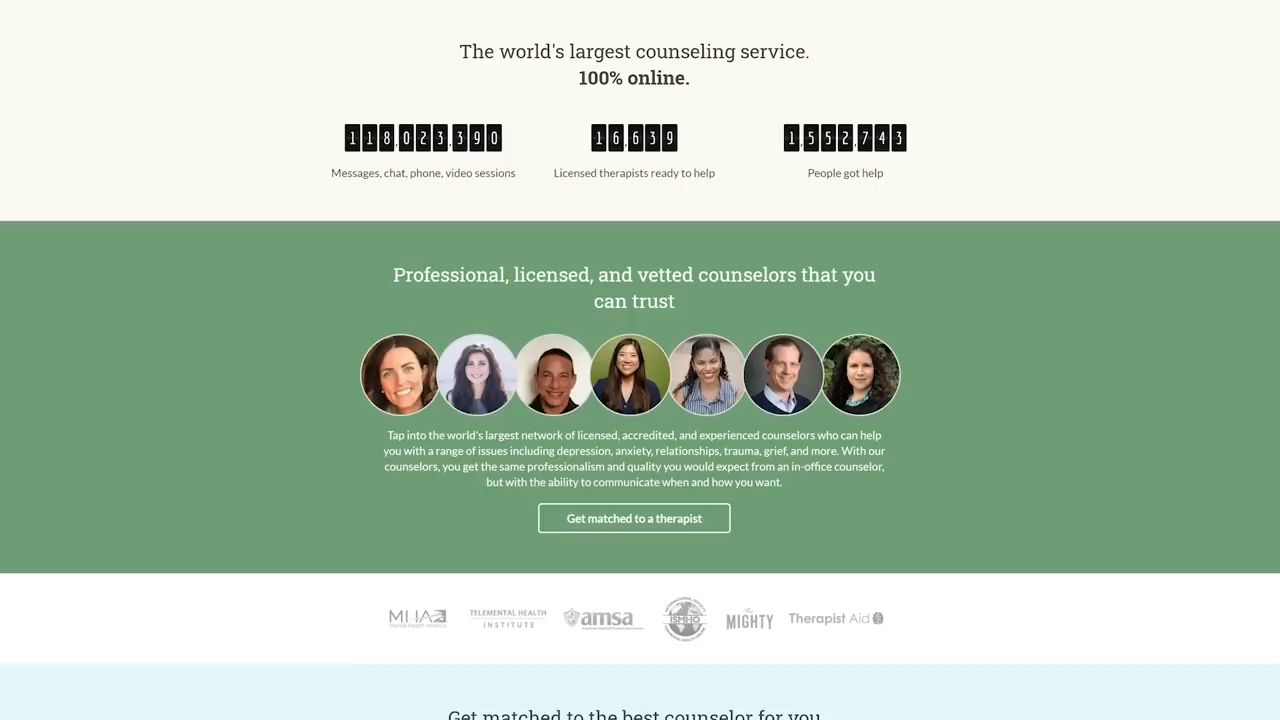 The world's largest counseling service.
100% online.
118,023,390
16,639
1,552,743
Messages, chat, phone, video sessions
Licensed therapists ready to help
People got help
Professional, licensed, and vetted counselors that you
can trust
Tap into the world's largest network of licensed, accredited, and experienced counselors who can help
you with a range of issues including depression, anxiety, relationships, trauma, grief, and more. With our
counselors, you get the same professionalism and quality you would expect from an in-office counselor,
but with the ability to communicate when and how you want.
Get matched to a therapist
MHA
Mental Health America
TELEMENTAL HEALTH
INSTITUTE
amsa
ISMHO
The
MIGHTY
Therapist Aid
Get matched to the best counselor for you